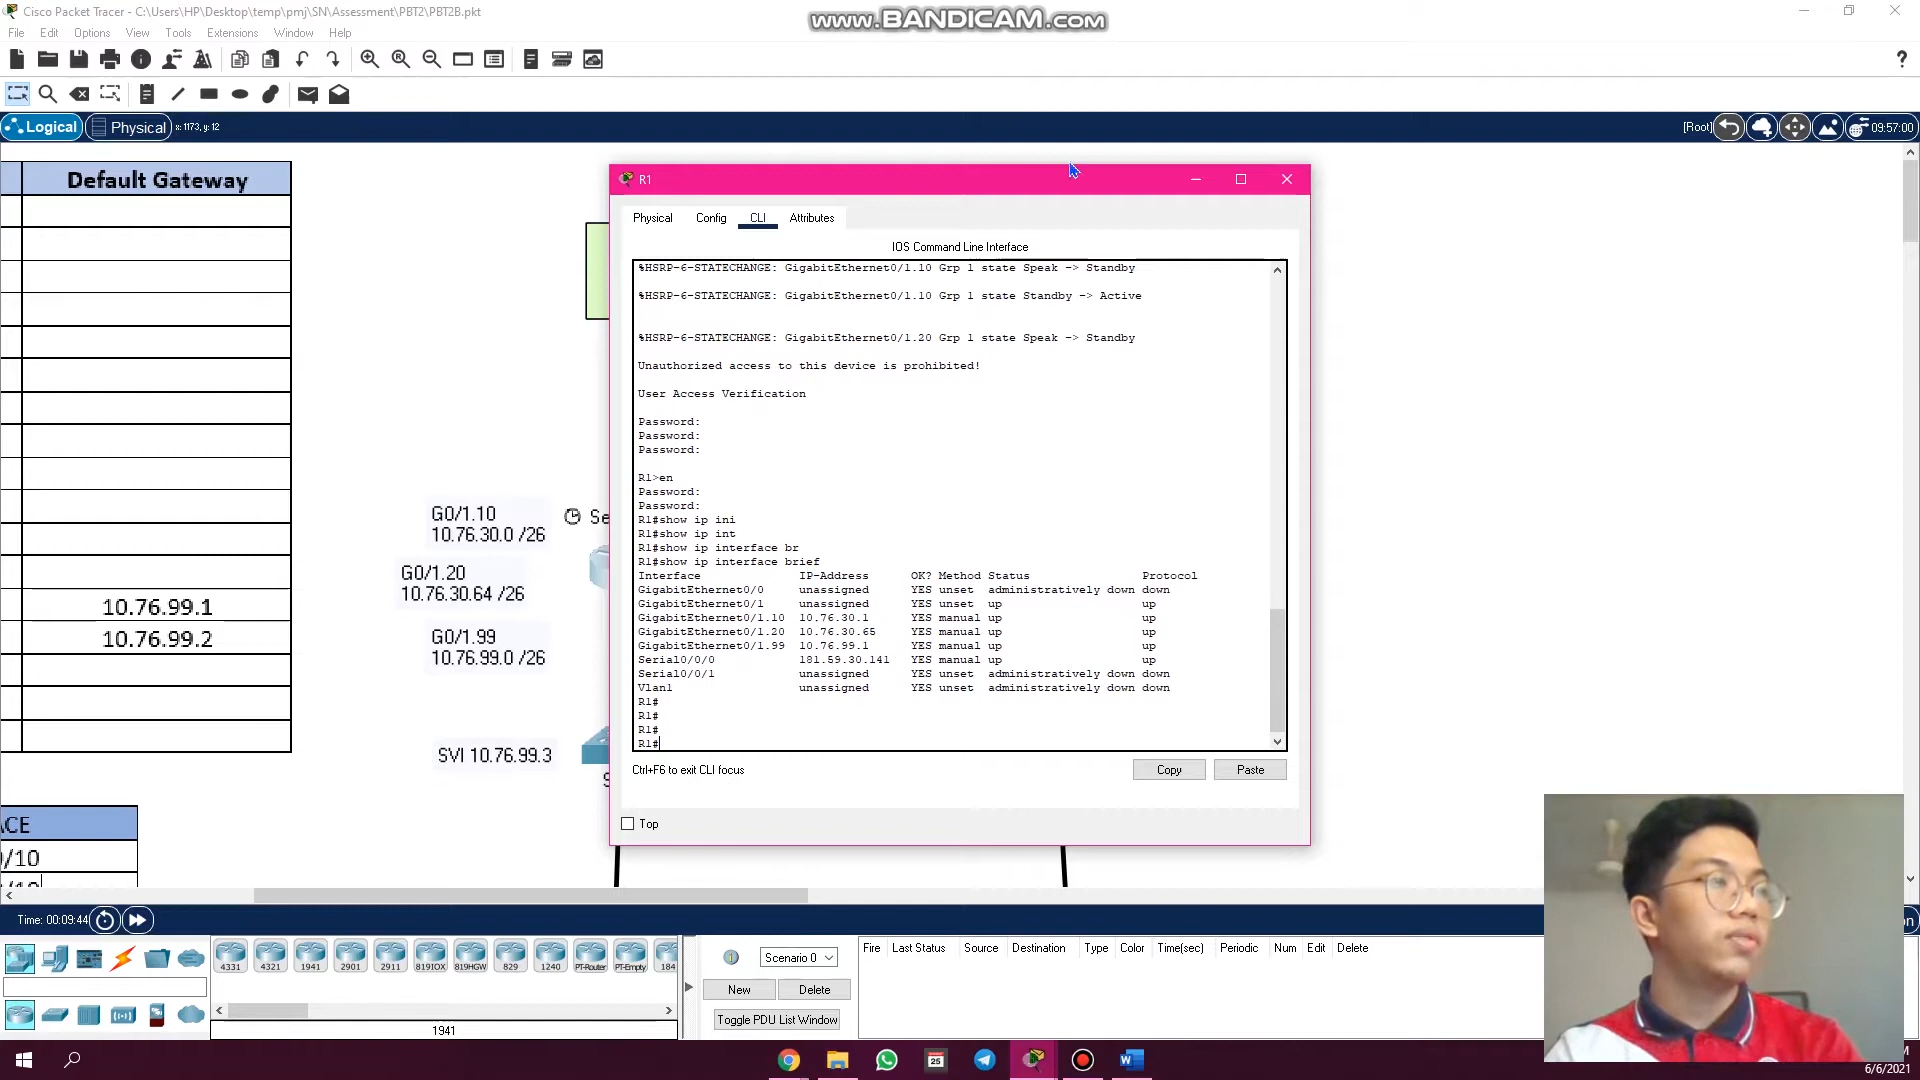 Cisco Packet Tracer - C:\Users\HP\Desktop\temp\prnj\SN\Assessment\PBT2\PBT2B.pkt
WWW.BANDICAM.COM
File Edit Options View Tools Extensions Window Help
?
Logical Physical x: 1173, y: 12
[Root] 09:57:00
Default Gateway
10.76.99.1
10.76.99.2
G0/1.10
10.76.30.0 /26
Se
G0/1.20
10.76.30.64 /26
G0/1.99
10.76.99.0 /26
SVI 10.76.99.3
S
ACE
0/10
R1
Physical Config CLI Attributes
IOS Command Line Interface
%HSRP-6-STATECHANGE: GigabitEthernet0/1.10 Grp 1 state Speak -> Standby
%HSRP-6-STATECHANGE: GigabitEthernet0/1.10 Grp 1 state Standby -> Active
%HSRP-6-STATECHANGE: GigabitEthernet0/1.20 Grp 1 state Speak -> Standby
Unauthorized access to this device is prohibited!
User Access Verification
Password:
Password:
Password:
R1>en
Password:
Password:
R1#show ip ini
R1#show ip int
R1#show ip interface br
R1#show ip interface brief
Interface IP-Address OK? Method Status Protocol
GigabitEthernet0/0 unassigned YES unset administratively down down
GigabitEthernet0/1 unassigned YES unset up up
GigabitEthernet0/1.10 10.76.30.1 YES manual up up
GigabitEthernet0/1.20 10.76.30.65 YES manual up up
GigabitEthernet0/1.99 10.76.99.1 YES manual up up
Serial0/0/0 181.59.30.141 YES manual up up
Serial0/0/1 unassigned YES unset administratively down down
Vlan1 unassigned YES unset administratively down down
R1#
R1#
R1#
R1#
Ctrl+F6 to exit CLI focus
Copy Paste
Top
Time: 00:09:44
4331 4321 1941 2901 2911 819IOX 819HGW 829 1240 PT-Router PT-Empty 184
1941
Scenario 0
New Delete
Toggle PDU List Window
Fire Last Status Source Destination Type Color Time(sec) Periodic Num Edit Delete
on
25
M
6/6/2021